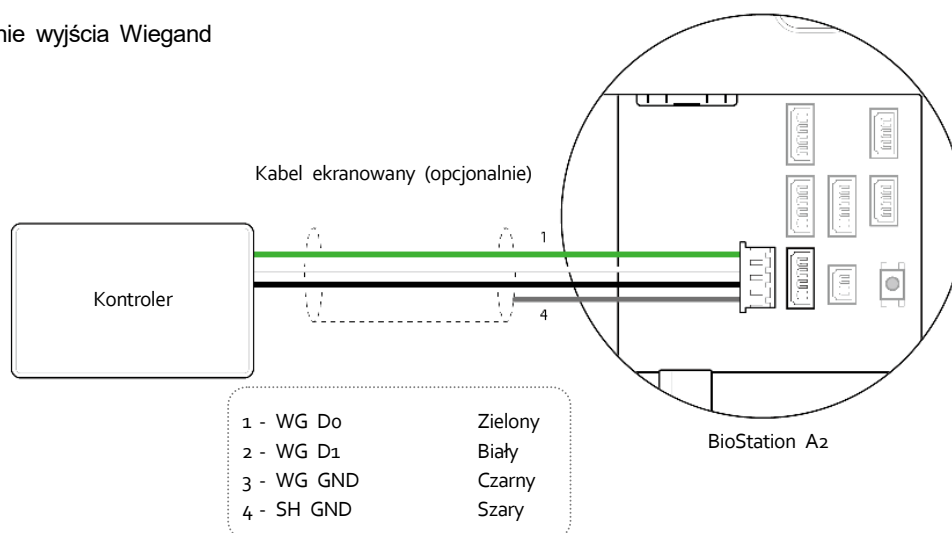 nie wyjścia Wiegand
Kabel ekranowany (opcjonalnie)
1
Kontroler
4
1 - WG D0 Zielony
2 - WG D1 Biały
3 - WG GND Czarny
4 - SH GND Szary
BioStation A2